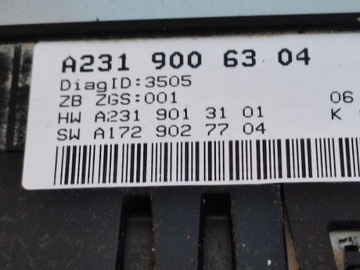 A231 900 63 04
DiagID:3505
ZB ZGS:001 06
HW A231 901 31 01 K
SW A172 902 77 04